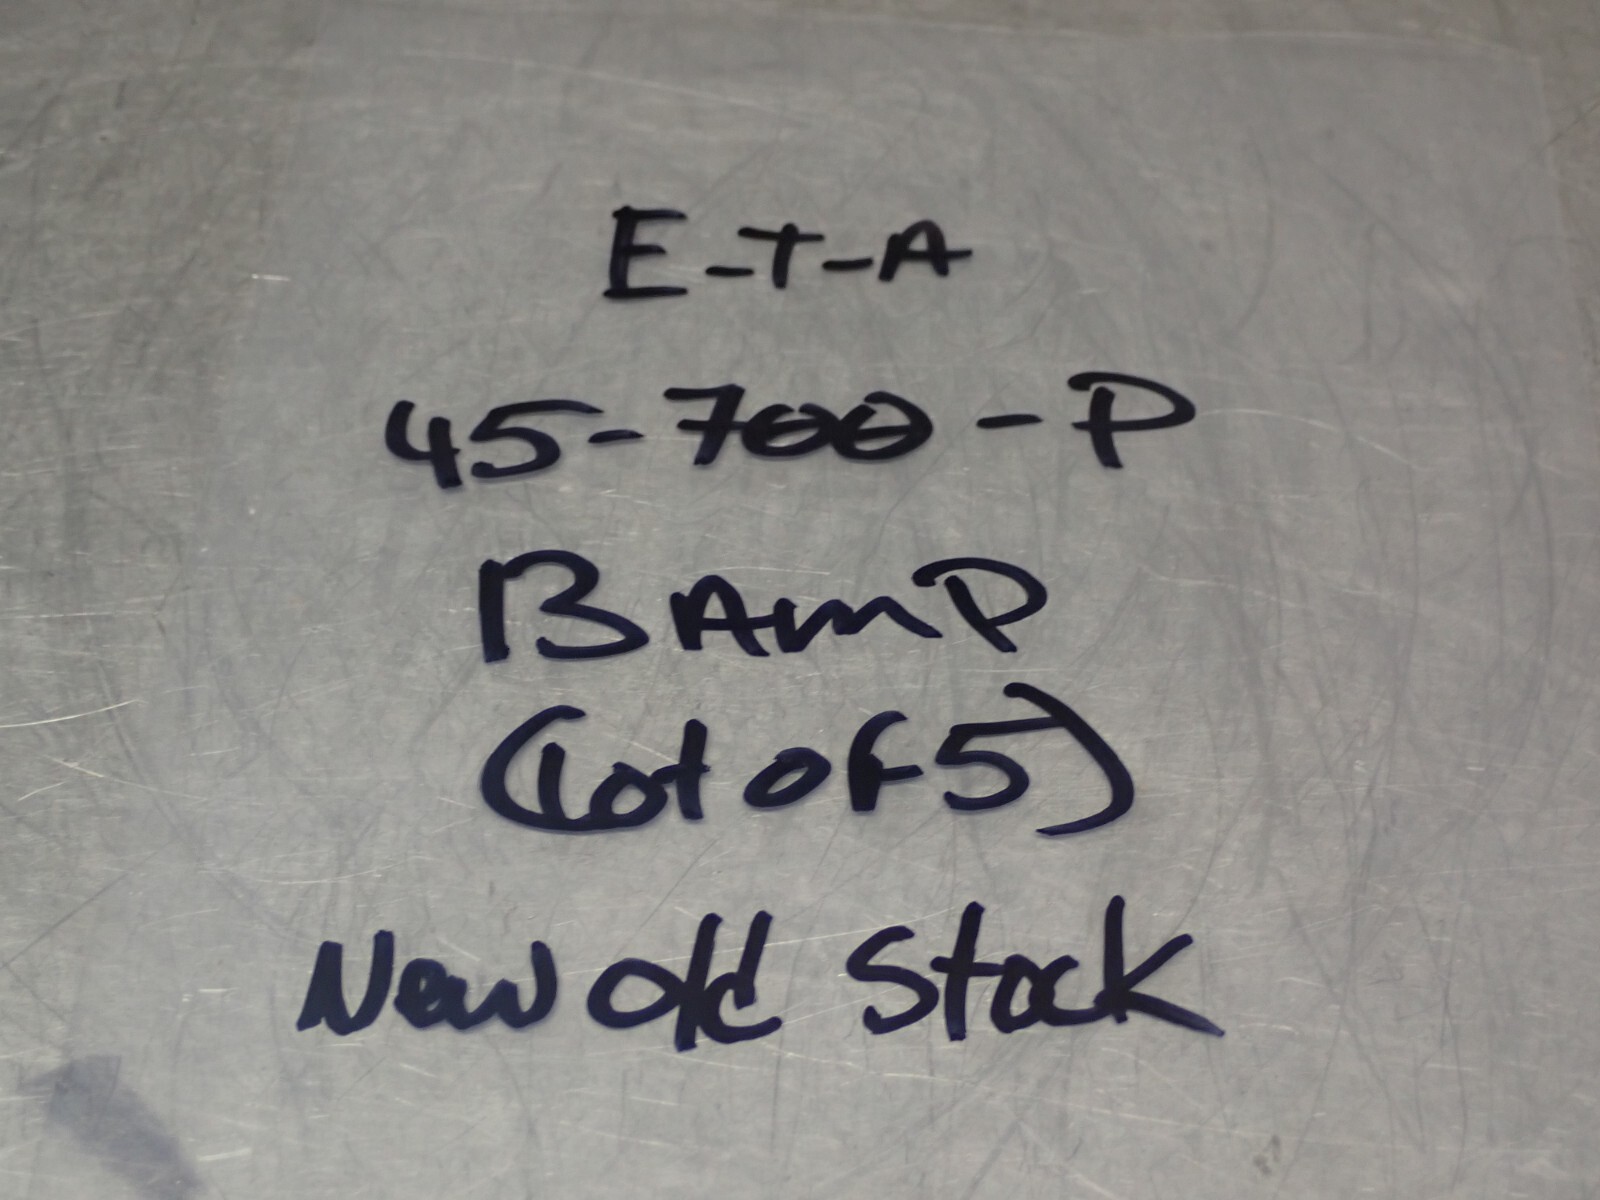 E-T-A
45-700-P
13 AmP
(Lot of 5)
New old Stock